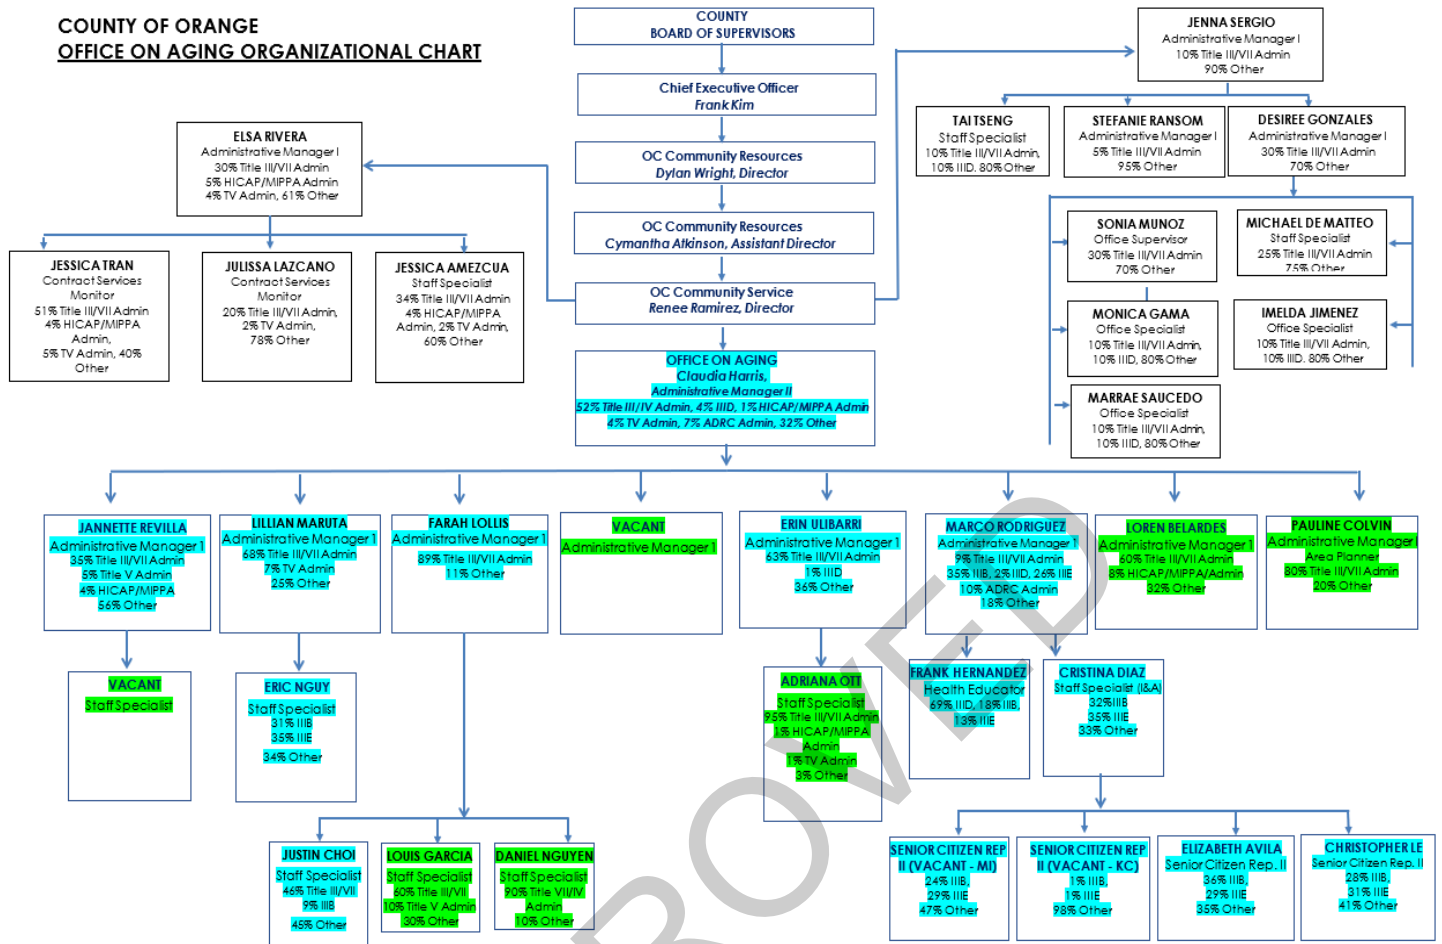 COUNTY OF ORANGE
OFFICE ON AGING ORGANIZATIONAL CHART
COUNTY
BOARD OF SUPERVISORS
Chief Executive Officer
Frank Kim
OC Community Resources
Dylan Wright, Director
OC Community Resources
Cymantha Atkinson, Assistant Director
OC Community Service
Renee Ramirez, Director
JENNA SERGIO
Administrative Manager I
10% Title III/VII Admin
90% Other
TAI TSENG
Staff Specialist
10% Title III/VII Admin,
10% IIID. 80% Other
STEFANIE RANSOM
Administrative Manager I
5% Title III/VII Admin
95% Other
DESIREE GONZALES
Administrative Manager I
30% Title III/VII Admin
70% Other
SONIA MUNOZ
Office Supervisor
30% Title III/VII Admin
70% Other
MICHAEL DE MATTEO
Staff Specialist
25% Title III/VII Admin
75% Other
MONICA GAMA
Office Specialist
10% Title III/VII Admin,
10% IIID, 80% Other
IMELDA JIMENEZ
Office Specialist
10% Title III/VII Admin,
10% IIID. 80% Other
MARRAE SAUCEDO
Office Specialist
10% Title III/VII Admin,
10% IIID, 80% Other
ELSA RIVERA
Administrative Manager I
30% Title III/VII Admin
5% HICAP/MIPPA Admin
4% TV Admin, 61% Other
JESSICA TRAN
Contract Services
Monitor
51% Title III/VII Admin
4% HICAP/MIPPA
Admin,
5% TV Admin, 40%
Other
JULISSA LAZCANO
Contract Services
Monitor
20% Title III/VII Admin,
2% TV Admin,
78% Other
JESSICA AMEZCUA
Staff Specialist
34% Title III/VII Admin
4% HICAP/MIPPA
Admin, 2% TV Admin,
60% Other
OFFICE ON AGING
Claudia Harris,
Administrative Manager II
52% Title III/IV Admin, 4% IIID, 1% HICAP/MIPPA Admin
4% TV Admin, 7% ADRC Admin, 32% Other
JANNETTE REVILLA
Administrative Manager 1
35% Title III/VII Admin
5% Title V Admin
4% HICAP/MIPPA
56% Other
LILLIAN MARUTA
Administrative Manager 1
68% Title III/VII Admin
7% TV Admin
25% Other
FARAH LOLLIS
Administrative Manager 1
89% Title III/VII Admin
11% Other
VACANT
Administrative Manager 1
ERIN ULIBARRI
Administrative Manager 1
63% Title III/VII Admin
1% IIID
36% Other
MARCO RODRIGUEZ
Administrative Manager 1
9% Title III/VII Admin
35% IIIB, 2% IIID, 26% IIIE
10% ADRC Admin
18% Other
LOREN BELARDES
Administrative Manager 1
60% Title III/VII Admin
8% HICAP/MIPPA/Admin
32% Other
PAULINE COLVIN
Administrative Manager I
Area Planner
80% Title III/VII Admin
20% Other
VACANT
Staff Specialist
ERIC NGUY
Staff Specialist
31% IIIB
35% IIIE
34% Other
ADRIANA OTT
Staff Specialist
95% Title III/VII Admin
1% HICAP/MIPPA
Admin
1% TV Admin
3% Other
FRANK HERNANDEZ
Health Educator
69% IIID, 18% IIIB,
13% IIIE
CRISTINA DIAZ
Staff Specialist (I&A)
32% IIIB
35% IIIE
33% Other
JUSTIN CHOI
Staff Specialist
46% Title III/VII
9% IIIB
45% Other
LOUIS GARCIA
Staff Specialist
60% Title III/VII
10% Title V Admin
30% Other
DANIEL NGUYEN
Staff Specialist
90% Title VII/IV
Admin
10% Other
SENIOR CITIZEN REP
II (VACANT - MI)
24% IIIB,
29% IIIE
47% Other
SENIOR CITIZEN REP
II (VACANT - KC)
1% IIIB,
1% IIIE
98% Other
ELIZABETH AVILA
Senior Citizen Rep. II
36% IIIB,
29% IIIE
35% Other
CHRISTOPHER LE
Senior Citizen Rep. II
28% IIIB,
31% IIIE
41% Other
ROVED